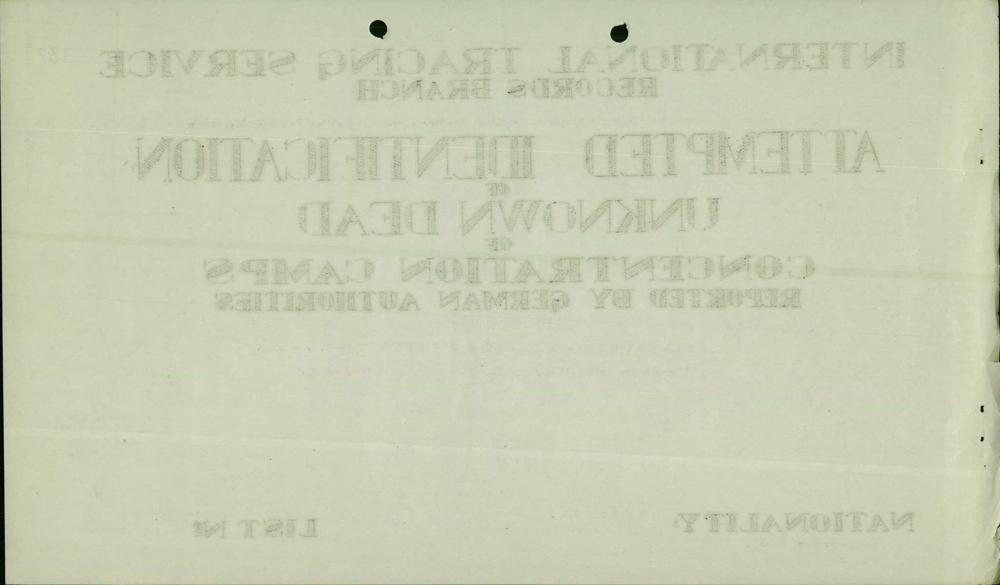 INTERNATIONAL TRACING SERVICE
RECORDS BRANCH
ATTEMPTED IDENTIFICATION
OF
UNKNOWN DEAD
OF
CONCENTRATION CAMPS
REPORTED BY GERMAN AUTHORITIES
NATIONALITY: LIST Nº